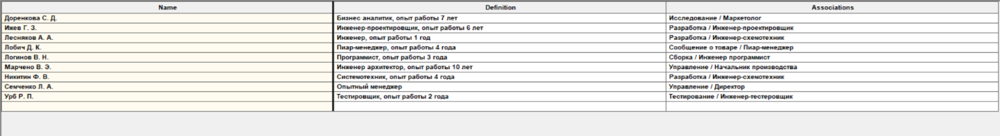 Name Definition Associations
Доренкова С. Д. Бизнес аналитик, опыт работы 7 лет Исследование / Маркетолог
Ижев Г. З. Инженер-проектировщик, опыт работы 6 лет Разработка / Инженер-проектировщик
Лесняков А. А. Инженер, опыт работы 1 год Разработка / Инженер-схемотехник
Лобич Д. К. Пиар-менеджер, опыт работы 4 года Сообщение о товаре / Пиар-менеджер
Логинов В. Н. Программист, опыт работы 3 года Сборка / Инженер программист
Марчено В. Э. Инженер архитектор, опыт работы 10 лет Управление / Начальник производства
Никитин Ф. В. Системотехник, опыт работы 4 года Разработка / Инженер-схемотехник
Семченко Л. А. Опытный менеджер Управление / Директор
Урб Р. П. Тестировщик, опыт работы 2 года Тестирование / Инженер-тестеровщик